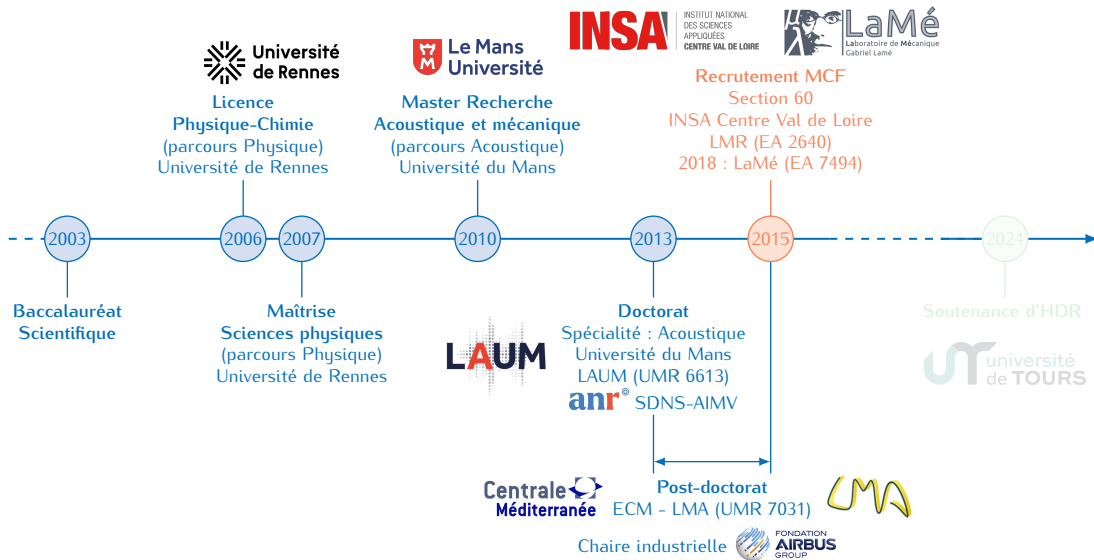 INSA
INSTITUT NATIONAL
DES SCIENCES
APPLIQUÉES
CENTRE VAL DE LOIRE
LaMé
Laboratoire de Mécanique
Gabriel Lamé
Université
de Rennes
Le Mans
Université
Licence
Physique-Chimie
(parcours Physique)
Université de Rennes
Master Recherche
Acoustique et mécanique
(parcours Acoustique)
Université du Mans
Recrutement MCF
Section 60
INSA Centre Val de Loire
LMR (EA 2640)
2018 : LaMé (EA 7494)
2003
2006
2007
2010
2013
2015
2024
Baccalauréat
Scientifique
Maîtrise
Sciences physiques
(parcours Physique)
Université de Rennes
LAUM
Doctorat
Spécialité : Acoustique
Université du Mans
LAUM (UMR 6613)
anr SDNS-AIMV
Soutenance d'HDR
UT université
de TOURS
Centrale
Méditerranée
Post-doctorat
ECM - LMA (UMR 7031)
LMA
Chaire industrielle
FONDATION
AIRBUS
GROUP